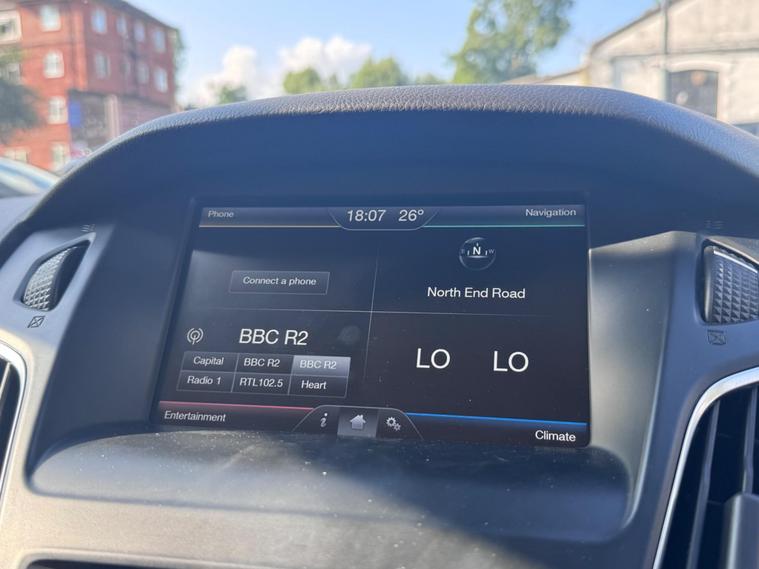 Phone
18:07 26°
Navigation
Connect a phone
N
W
North End Road
BBC R2
Capital BBC R2 BBC R2
Radio 1 RTL102.5 Heart
LO LO
Entertainment
i
Climate